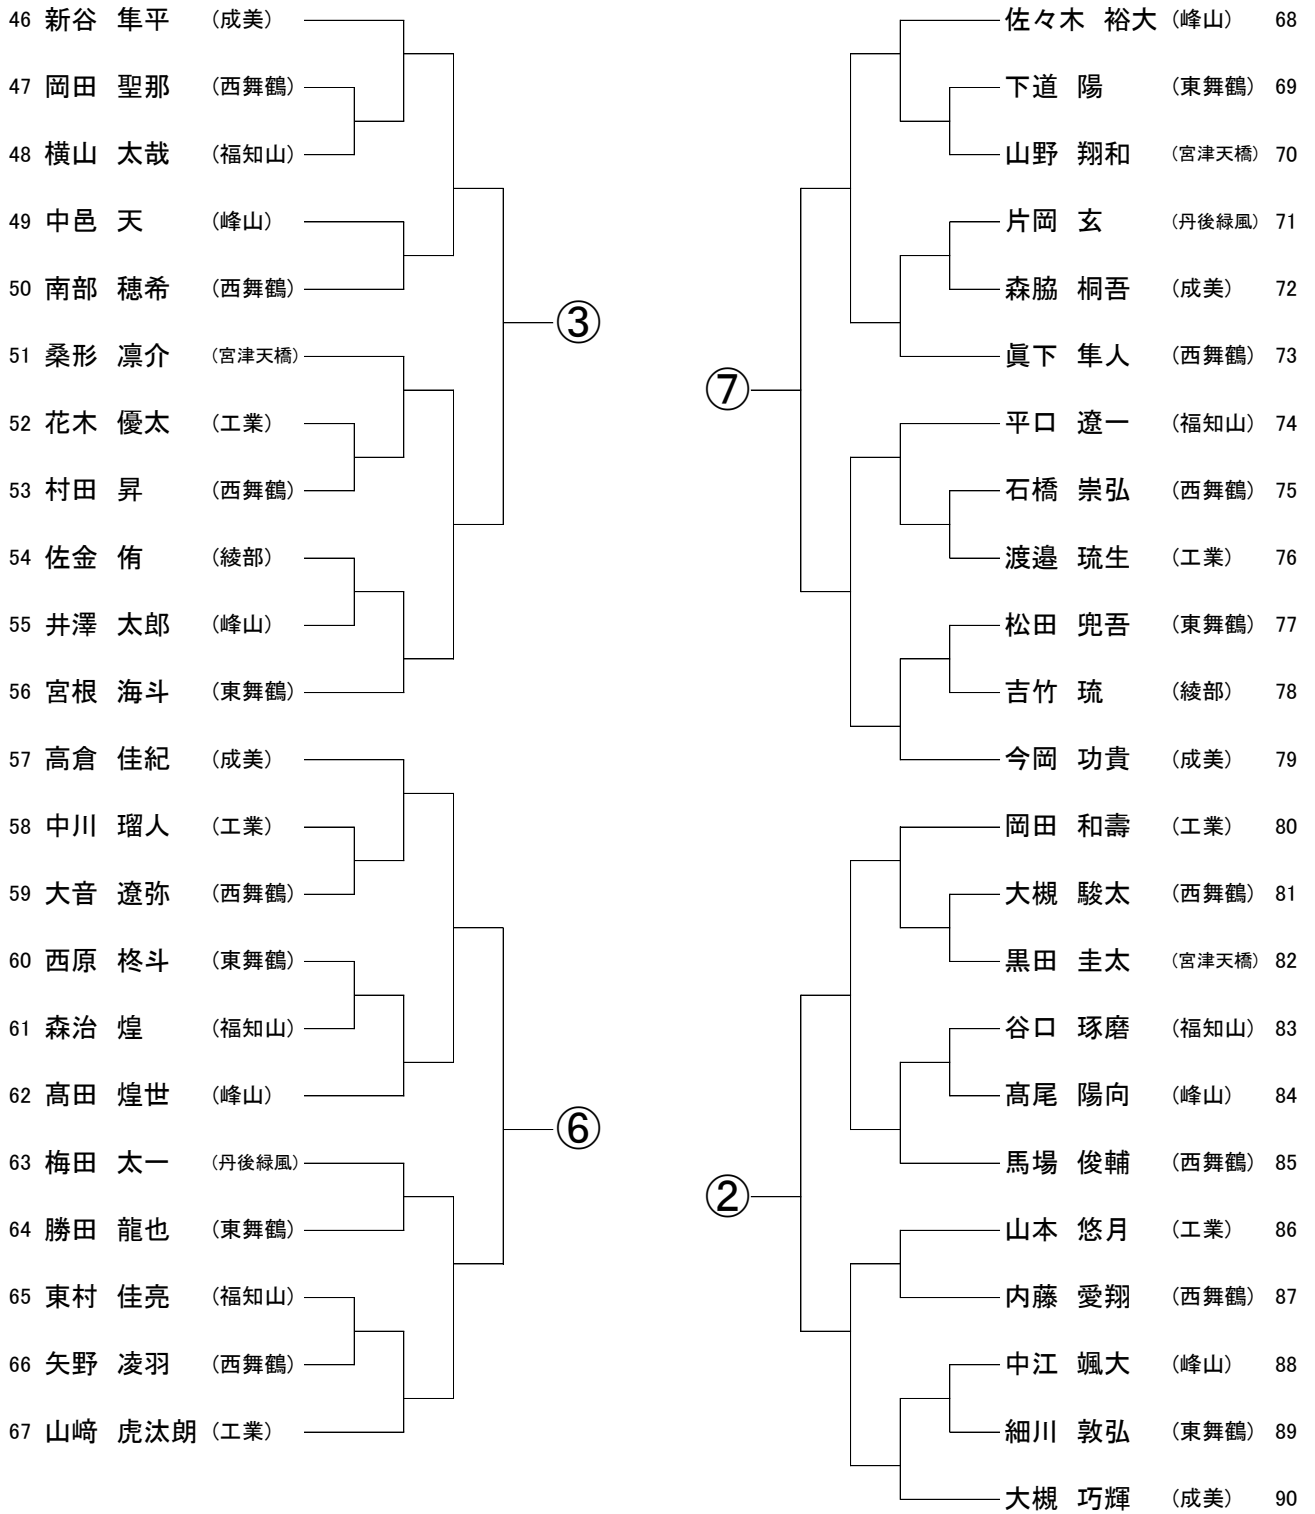 46 新谷 隼平 (成美)
47 岡田 聖那 (西舞鶴)
48 横山 太哉 (福知山)
49 中邑 天 (峰山)
50 南部 穂希 (西舞鶴)
③
51 桑形 凛介 (宮津天橋)
52 花木 優太 (工業)
53 村田 昇 (西舞鶴)
54 佐金 侑 (綾部)
55 井澤 太郎 (峰山)
56 宮根 海斗 (東舞鶴)
57 高倉 佳紀 (成美)
58 中川 瑠人 (工業)
59 大音 遼弥 (西舞鶴)
60 西原 柊斗 (東舞鶴)
61 森治 煌 (福知山)
62 髙田 煌世 (峰山)
⑥
63 梅田 太一 (丹後緑風)
64 勝田 龍也 (東舞鶴)
65 東村 佳亮 (福知山)
66 矢野 凌羽 (西舞鶴)
67 山﨑 虎汰朗 (工業)
佐々木 裕大 (峰山) 68
下道 陽 (東舞鶴) 69
山野 翔和 (宮津天橋) 70
片岡 玄 (丹後緑風) 71
森脇 桐吾 (成美) 72
眞下 隼人 (西舞鶴) 73
⑦
平口 遼一 (福知山) 74
石橋 崇弘 (西舞鶴) 75
渡邉 琉生 (工業) 76
松田 兜吾 (東舞鶴) 77
吉竹 琉 (綾部) 78
今岡 功貴 (成美) 79
岡田 和壽 (工業) 80
大槻 駿太 (西舞鶴) 81
黒田 圭太 (宮津天橋) 82
谷口 琢磨 (福知山) 83
髙尾 陽向 (峰山) 84
馬場 俊輔 (西舞鶴) 85
②
山本 悠月 (工業) 86
内藤 愛翔 (西舞鶴) 87
中江 颯大 (峰山) 88
細川 敦弘 (東舞鶴) 89
大槻 巧輝 (成美) 90